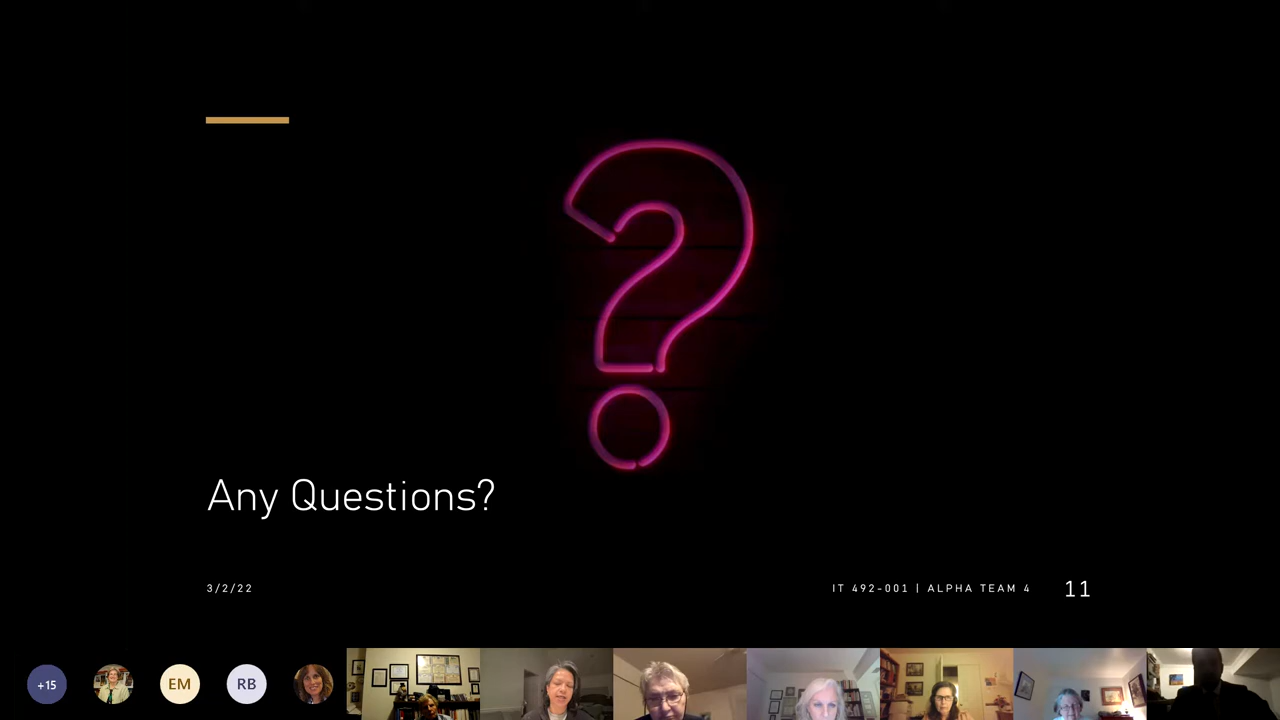 Any Questions?
3/2/22
IT 492-001 | ALPHA TEAM 4
11
+15
EM
RB